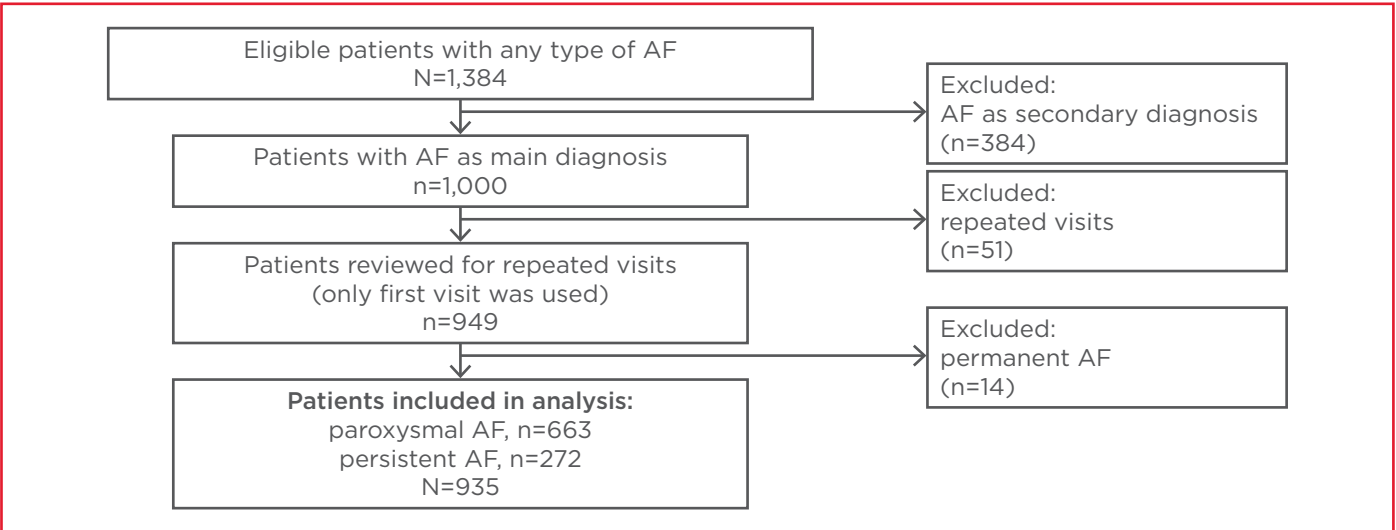 Eligible patients with any type of AF
N=1,384
Excluded:
AF as secondary diagnosis
(n=384)
Patients with AF as main diagnosis
n=1,000
Excluded:
repeated visits
(n=51)
Patients reviewed for repeated visits
(only first visit was used)
n=949
Excluded:
permanent AF
(n=14)
Patients included in analysis:
paroxysmal AF, n=663
persistent AF, n=272
N=935